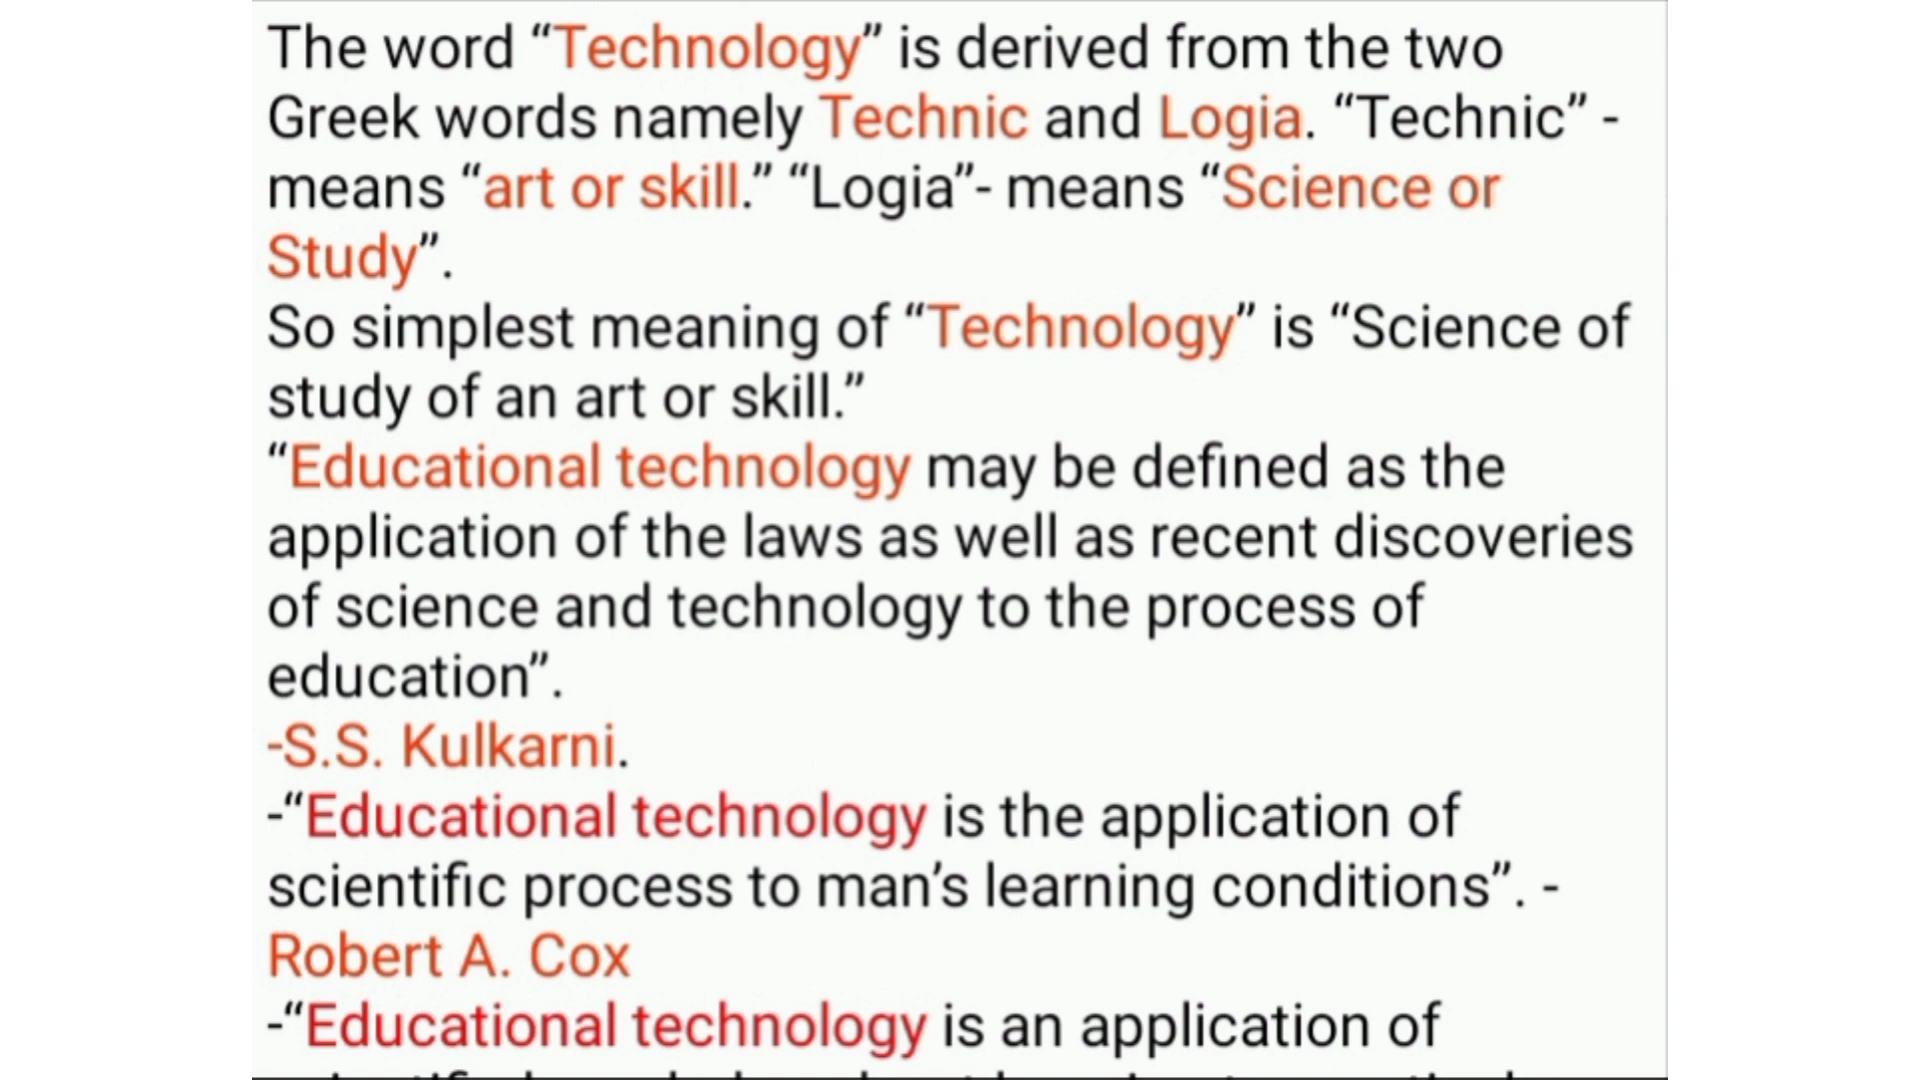 The word “Technology” is derived from the two
Greek words namely Technic and Logia. “Technic” -
means “art or skill.” “Logia”- means “Science or
Study”.
So simplest meaning of “Technology” is “Science of
study of an art or skill.”
“Educational technology may be defined as the
application of the laws as well as recent discoveries
of science and technology to the process of
education”.
-S.S. Kulkarni.
-“Educational technology is the application of
scientific process to man’s learning conditions”. -
Robert A. Cox
-“Educational technology is an application of